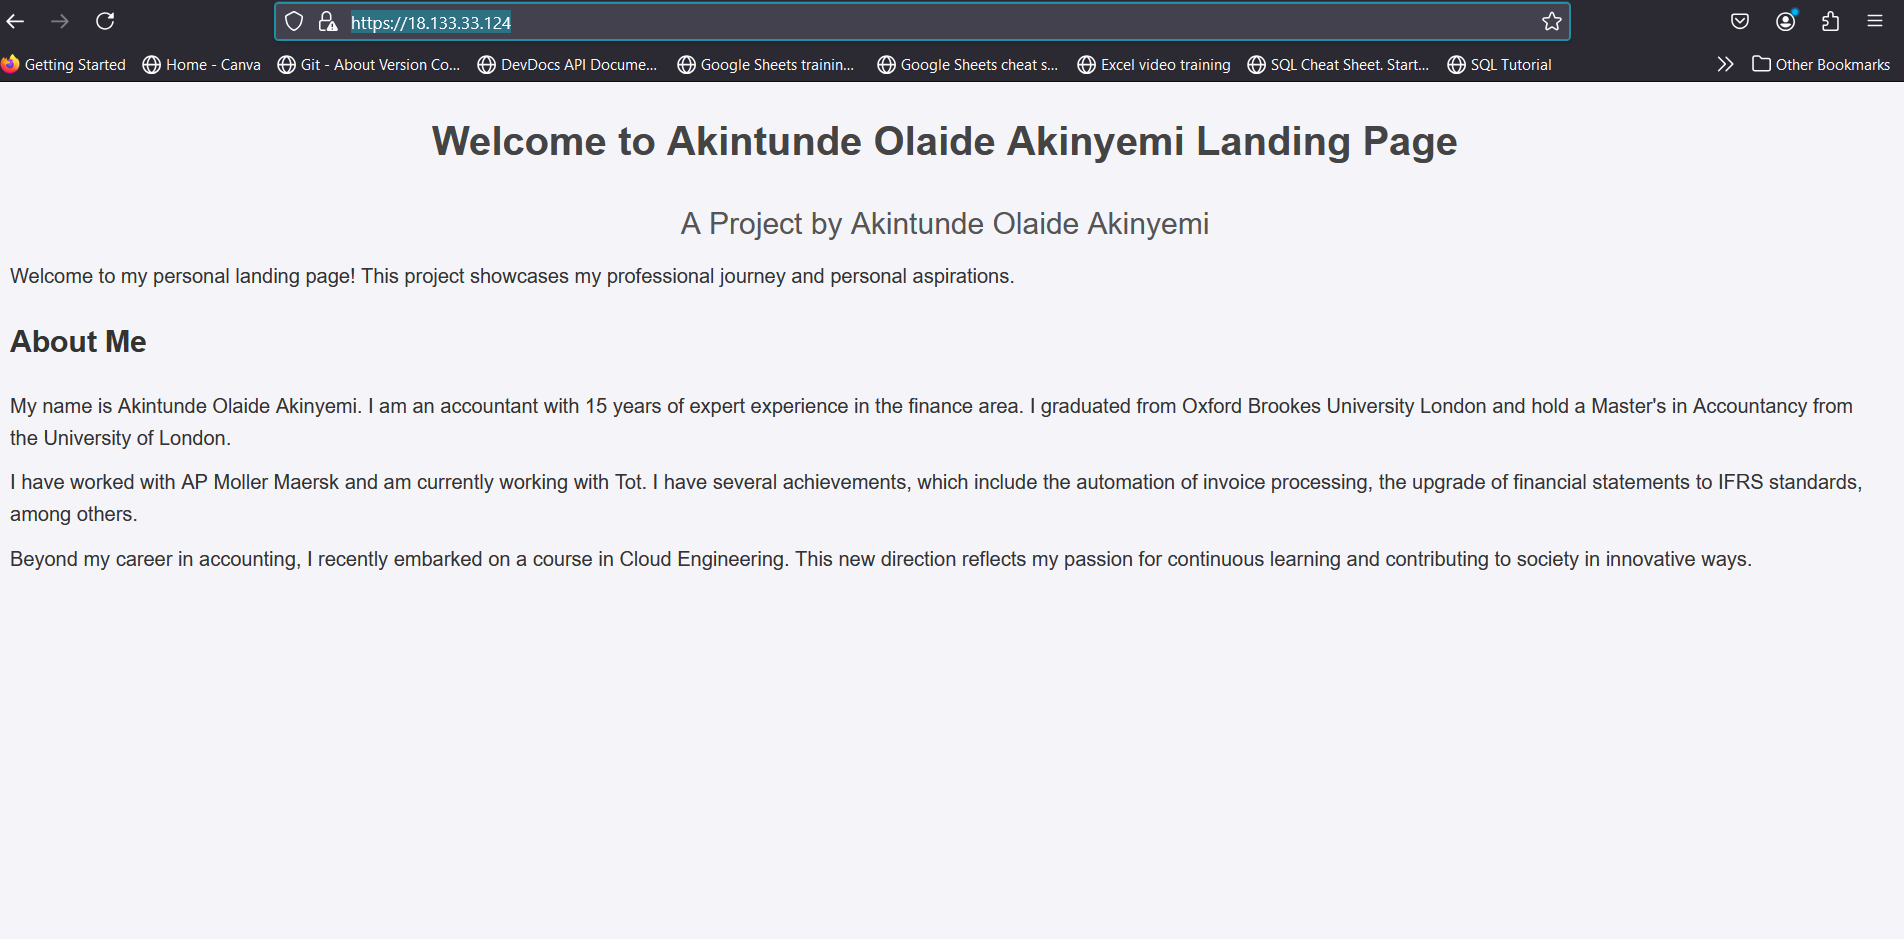 https://18.133.33.124
Getting Started Home - Canva Git - About Version Co... DevDocs API Docume... Google Sheets trainin... Google Sheets cheat s... Excel video training SQL Cheat Sheet. Start... SQL Tutorial Other Bookmarks
Welcome to Akintunde Olaide Akinyemi Landing Page
A Project by Akintunde Olaide Akinyemi
Welcome to my personal landing page! This project showcases my professional journey and personal aspirations.
About Me
My name is Akintunde Olaide Akinyemi. I am an accountant with 15 years of expert experience in the finance area. I graduated from Oxford Brookes University London and hold a Master's in Accountancy from
the University of London.
I have worked with AP Moller Maersk and am currently working with Tot. I have several achievements, which include the automation of invoice processing, the upgrade of financial statements to IFRS standards,
among others.
Beyond my career in accounting, I recently embarked on a course in Cloud Engineering. This new direction reflects my passion for continuous learning and contributing to society in innovative ways.